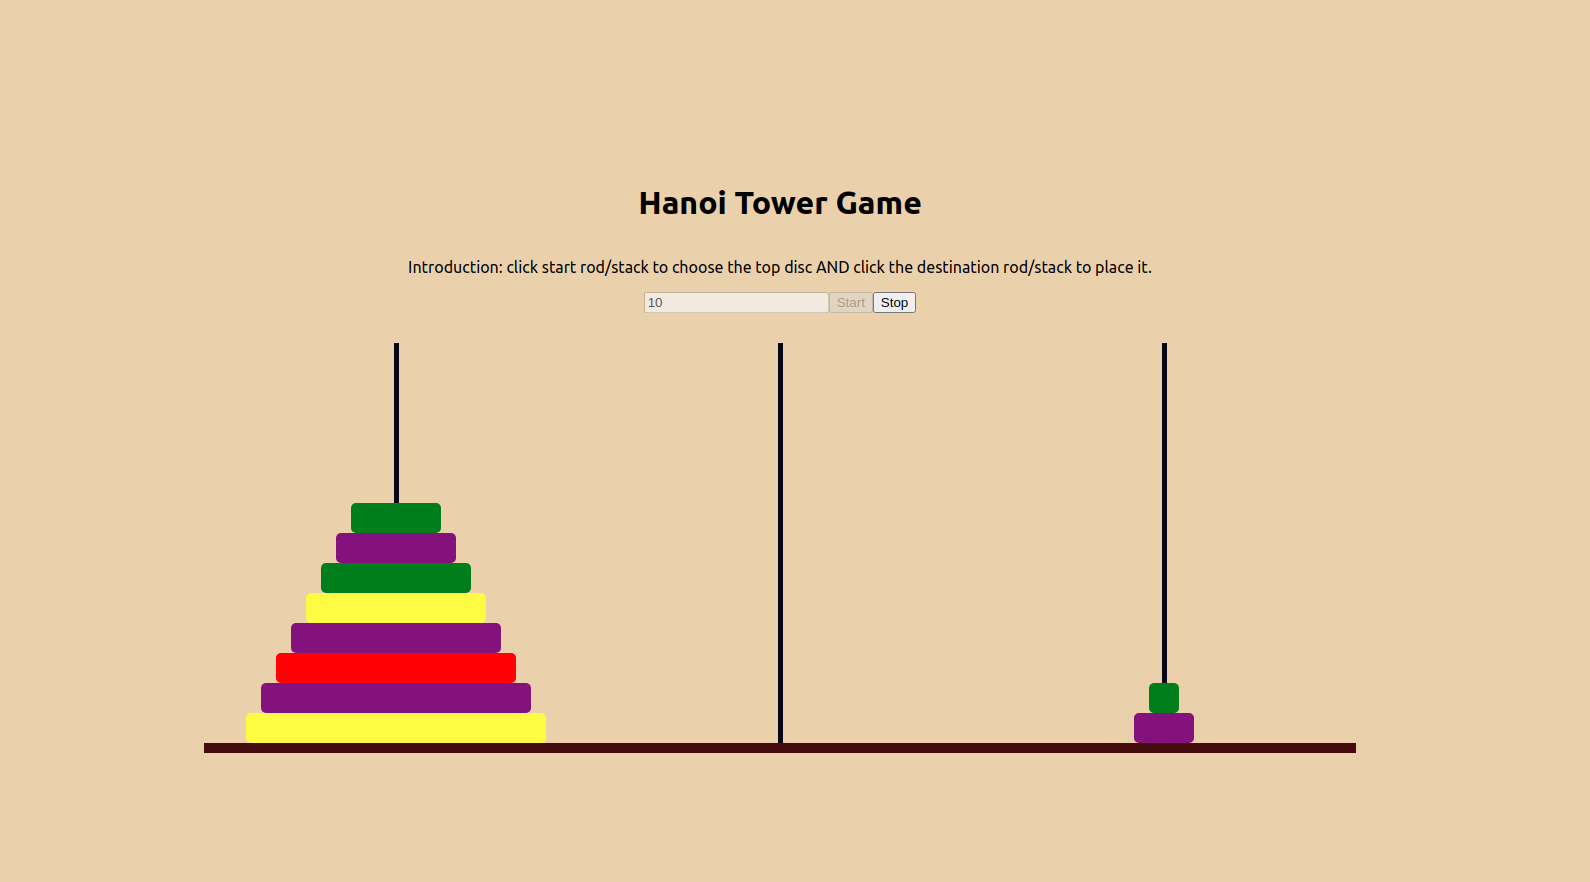 Hanoi Tower Game
Introduction: click start rod/stack to choose the top disc AND click the destination rod/stack to place it.
10 Start Stop